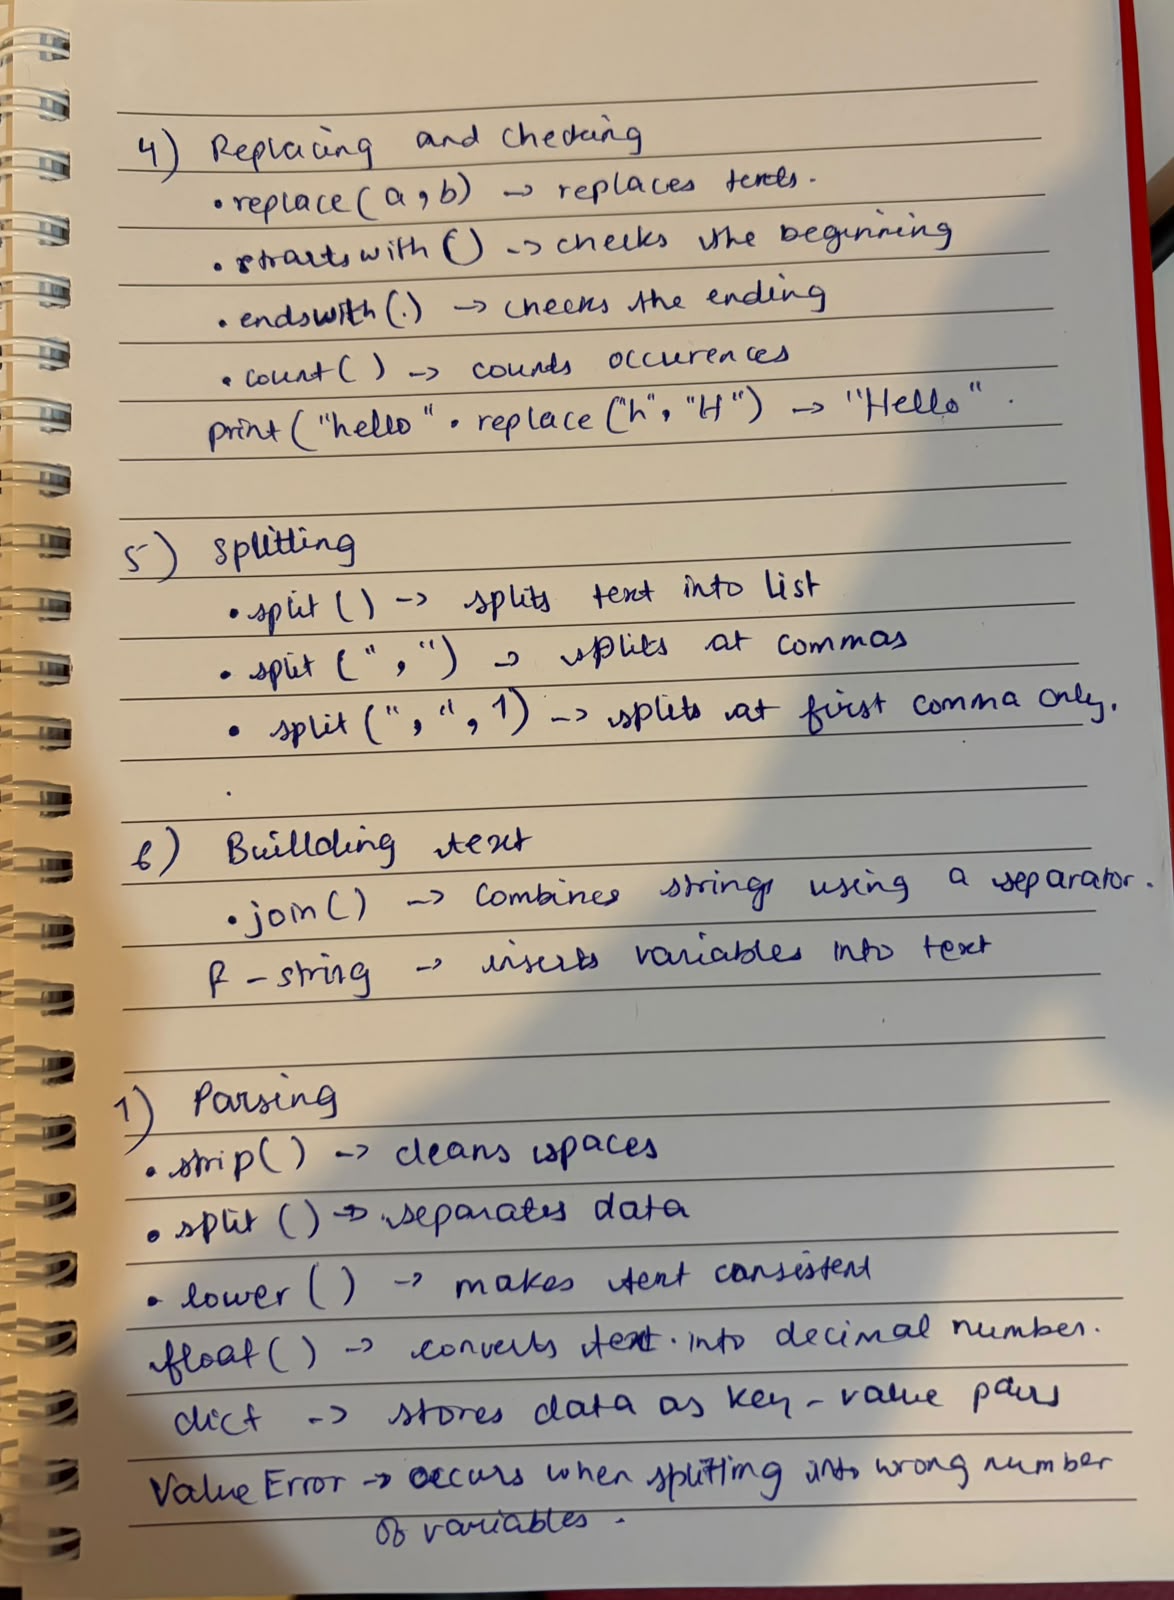 4) Replacing and checking
• replace(a,b) → replaces texts.
• startswith() → checks the beginning
• endswith(.) → checks the ending
• count() → counts occurences
print("hello".replace("h", "H") → "Hello".
5) splitting
• split() → splits text into list
• split(",") → splits at commas
• split(",", 1) → splits at first comma only.
6) Buillding text
• join() → combines strings using a separator.
f-string → inserts variables into text
1) Parsing
• strip() → cleans spaces
• split() → separates data
• lower() → makes text consistent
float() → converts text into decimal number.
dict → stores data as key-value pairs
Value Error → occurs when splitting into wrong number
of variables.